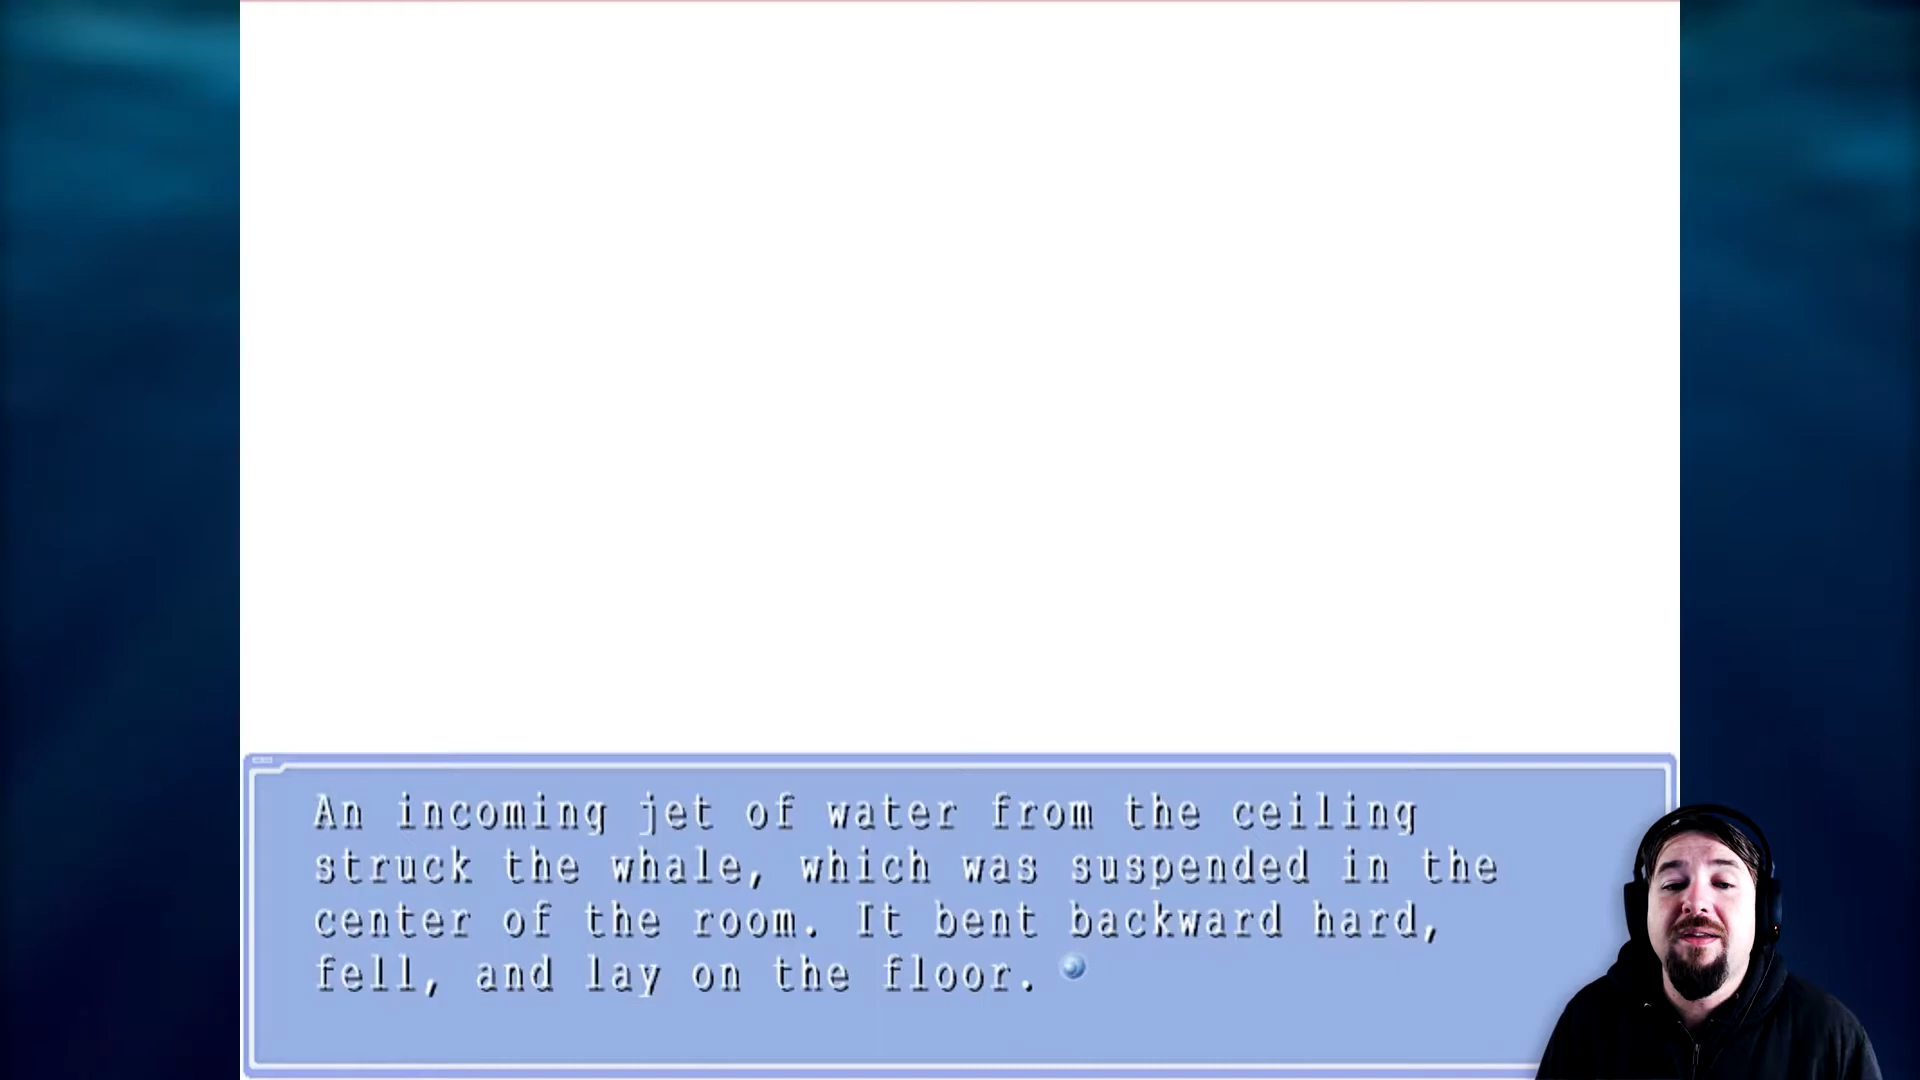 An incoming jet of water from the ceiling
struck the whale, which was suspended in the
center of the room. It bent backward hard,
fell, and lay on the floor.